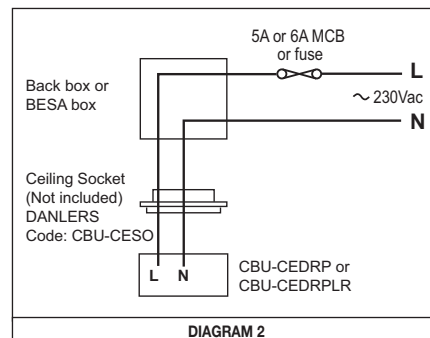 5A or 6A MCB
or fuse
L
Back box or
BESA box
~ 230Vac
N
Ceiling Socket
(Not included)
DANLERS
Code: CBU-CESO
L N
CBU-CEDRP or
CBU-CEDRPLR
DIAGRAM 2